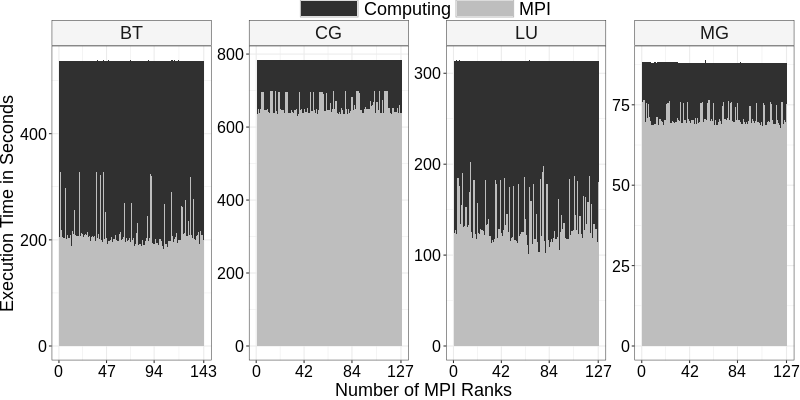 Computing MPI
BT CG LU MG
Execution Time in Seconds
400
200
0
800
600
400
200
0
300
200
100
0
75
50
25
0
0 47 94 143
0 42 84 127
0 42 84 127
0 42 84 127
Number of MPI Ranks